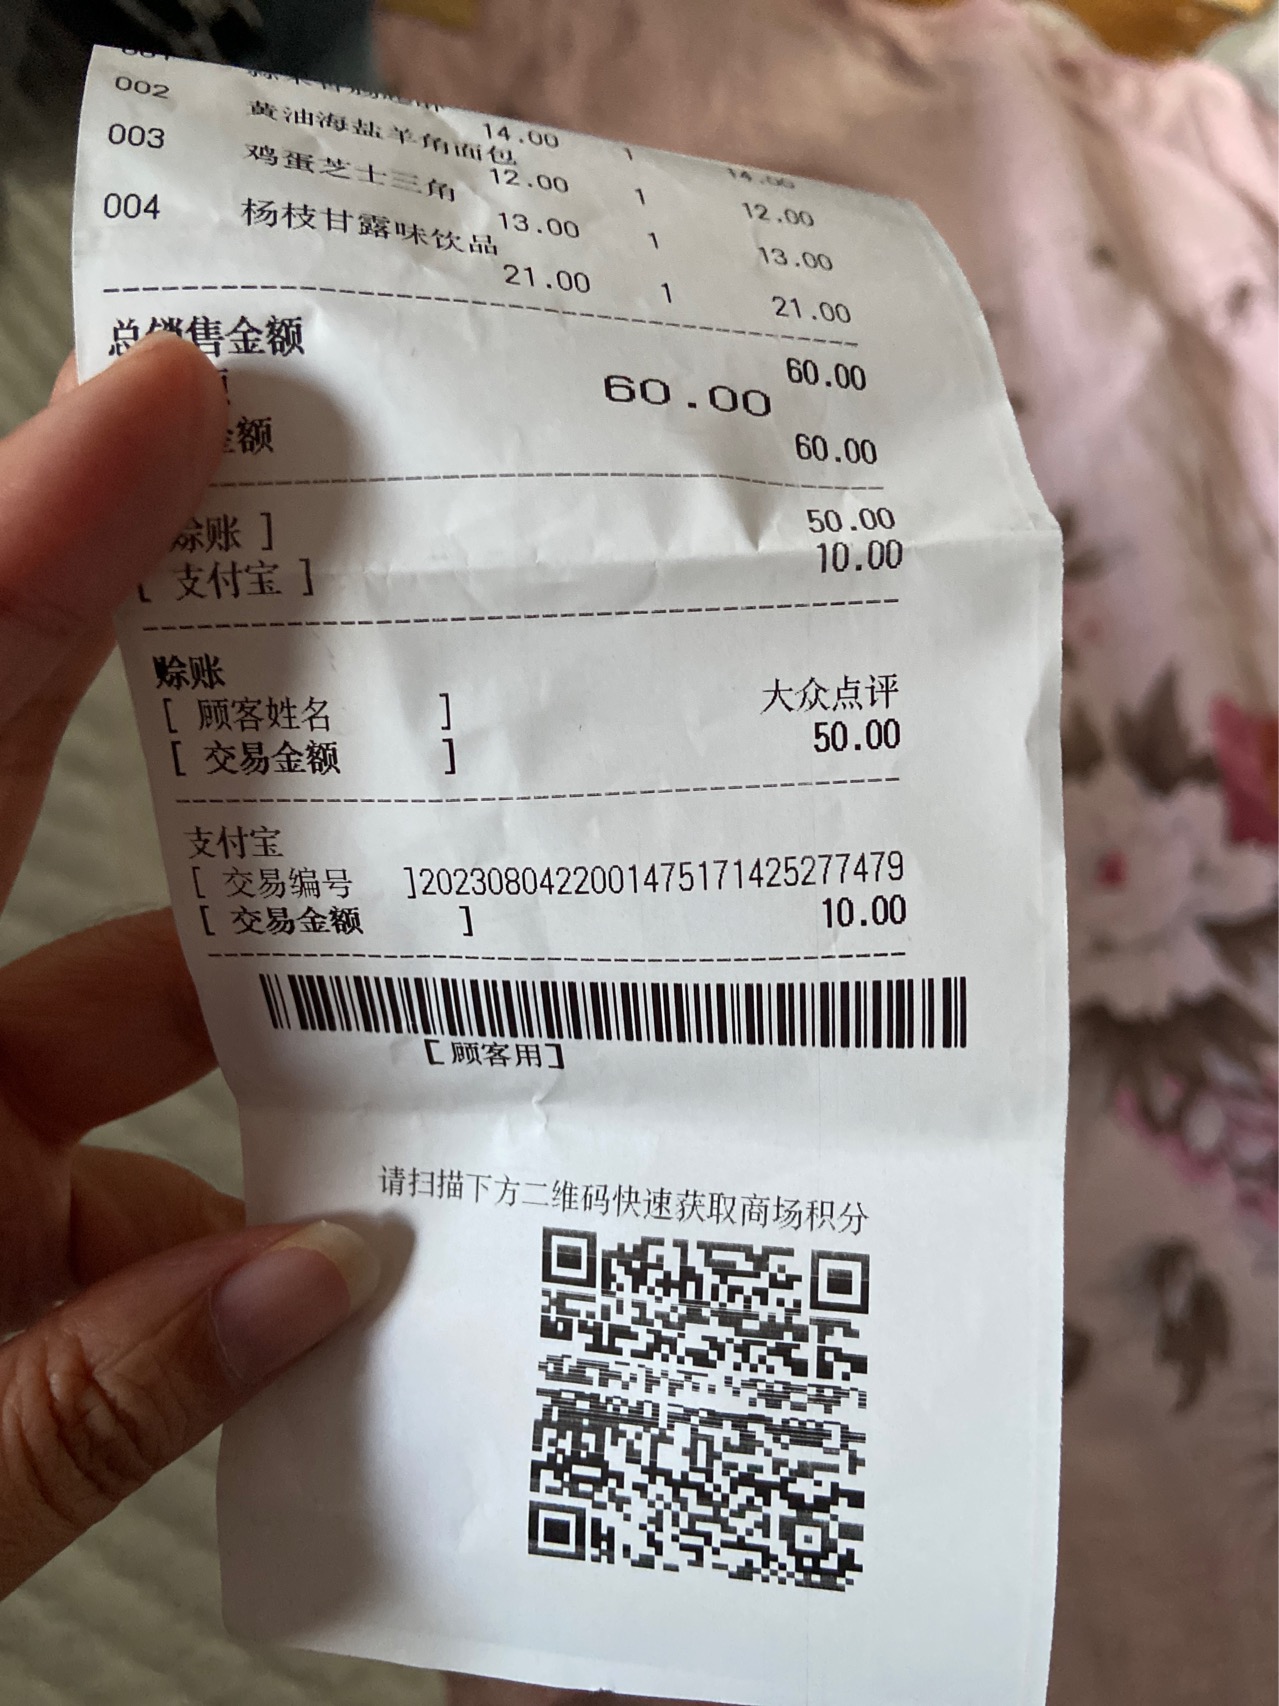 002 黄油海盐羊角面包
14.00 1 14.00
003 鸡蛋芝士三角
12.00 1 12.00
004 杨枝甘露味饮品
13.00 1 13.00
21.00 1 21.00
总销售金额 60.00
60.00
金额 60.00
赊账 ] 50.00
[ 支付宝 ] 10.00
赊账
[ 顾客姓名 ] 大众点评
[ 交易金额 ] 50.00
支付宝
[ 交易编号 ]2023080422001475171425277479
[ 交易金额 ] 10.00
[顾客用]
请扫描下方二维码快速获取商场积分